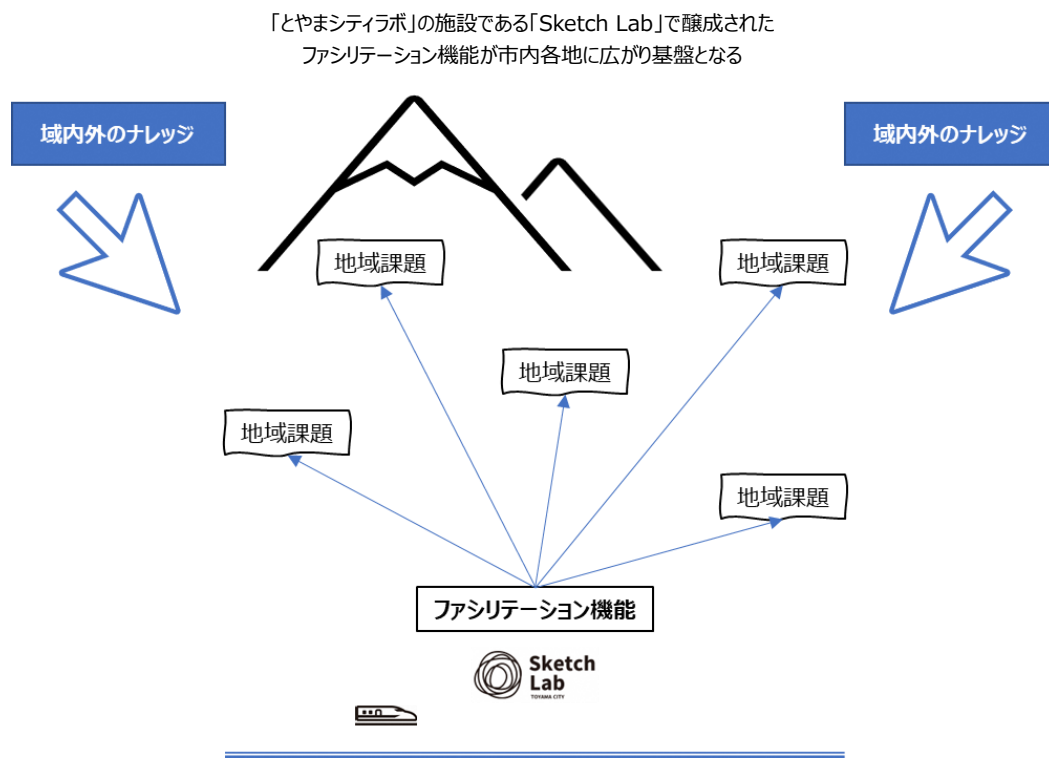 「とやまシティラボ」の施設である「Sketch Lab」で醸成された
ファシリテーション機能が市内各地に広がり基盤となる
域内外のナレッジ
域内外のナレッジ
地域課題
地域課題
地域課題
地域課題
地域課題
ファシリテーション機能
Sketch
Lab
TOYAMA CITY